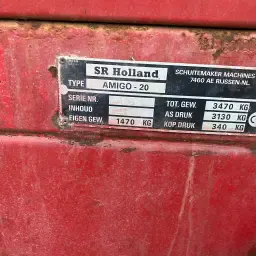 SR Holland
SCHUITEMAKER MACHINES
7460 AE RIJSSEN-NL.
TYPE AMIGO - 20
SERIE NR. TOT. GEW. 3470 KG
INHOUD AS DRUK 3130 KG
EIGEN GEW. 1470 KG KOP DRUK 340 KG